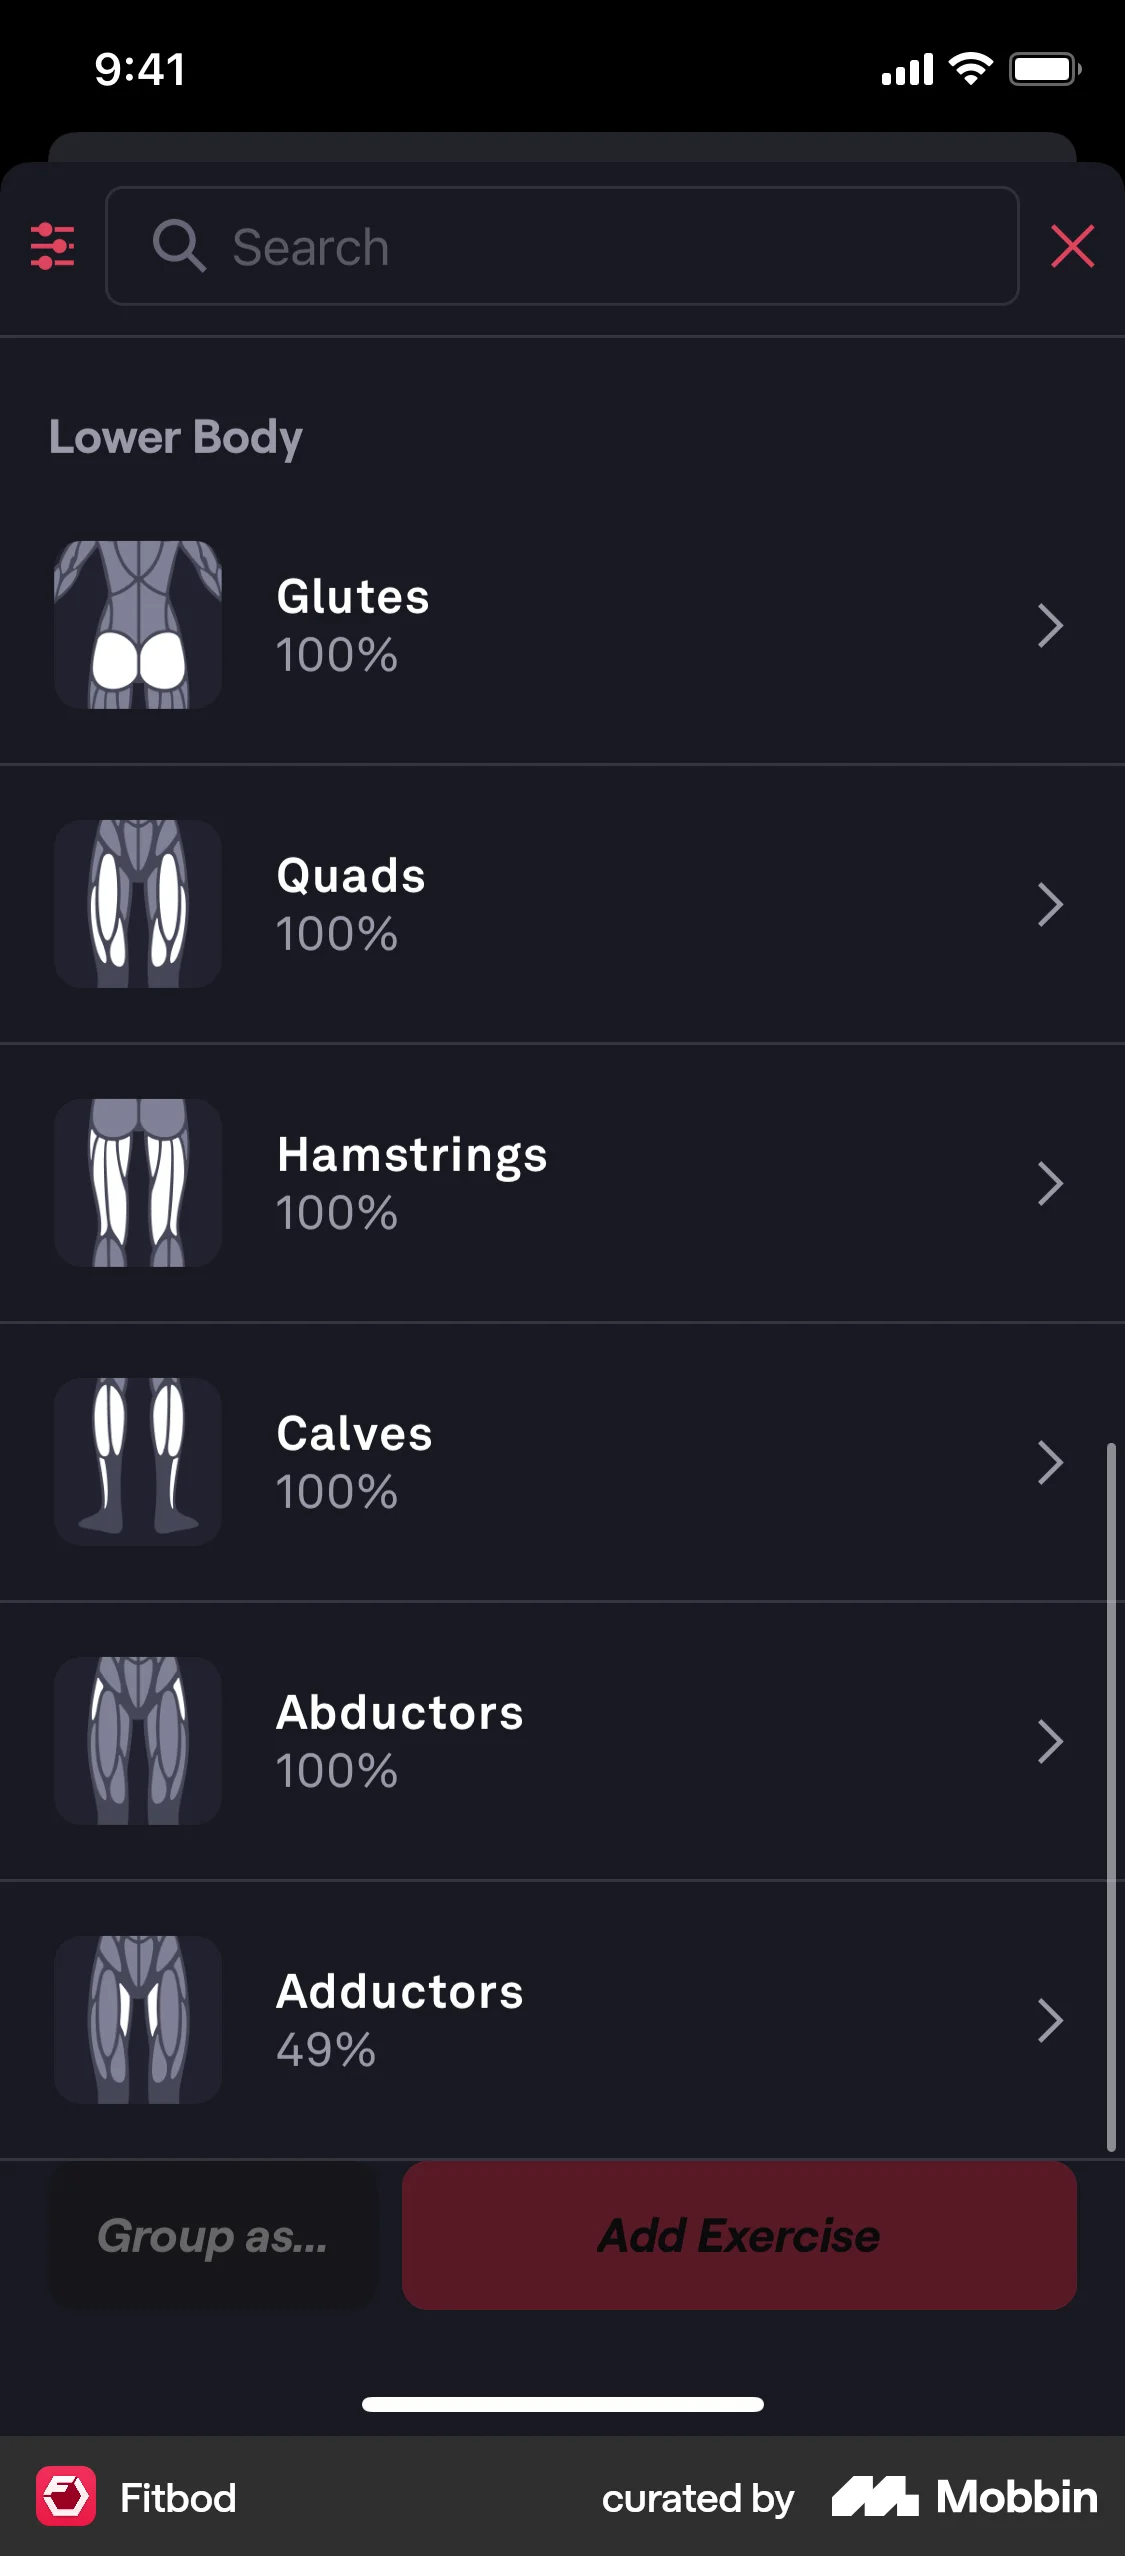 9:41
Search
Lower Body
Glutes
100%
Quads
100%
Hamstrings
100%
Calves
100%
Abductors
100%
Adductors
49%
Group as...
Add Exercise
Fitbod
curated by Mobbin